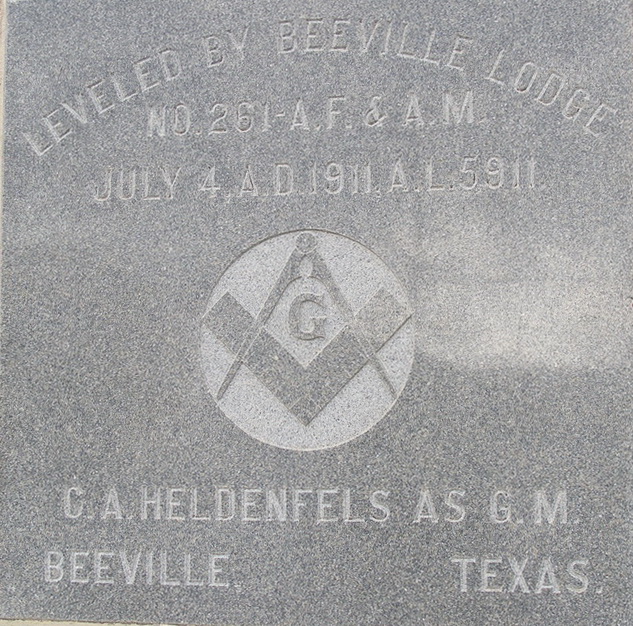 LEVELED BY BEEVILLE LODGE
NO. 261-A.F. & A.M.
JULY 4, A.D. 1911, A.L. 5911.
G
C.A. HELDENFELS AS G.M.
BEEVILLE. TEXAS.